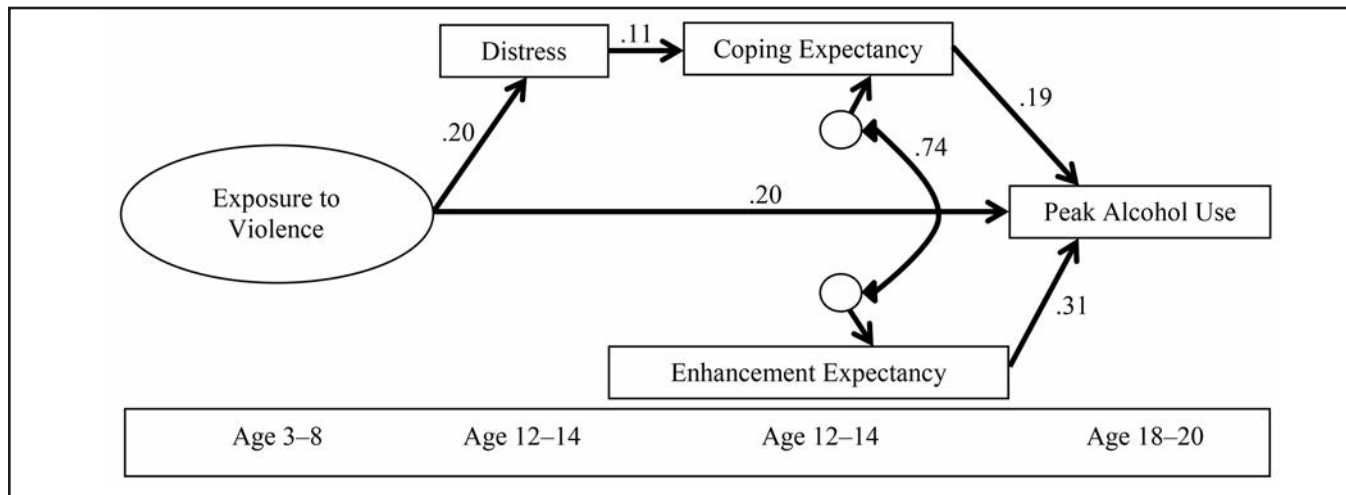 Distress
.11
Coping Expectancy
.20
.19
.74
Exposure to
Violence
.20
Peak Alcohol Use
.31
Enhancement Expectancy
Age 3–8
Age 12–14
Age 12–14
Age 18–20